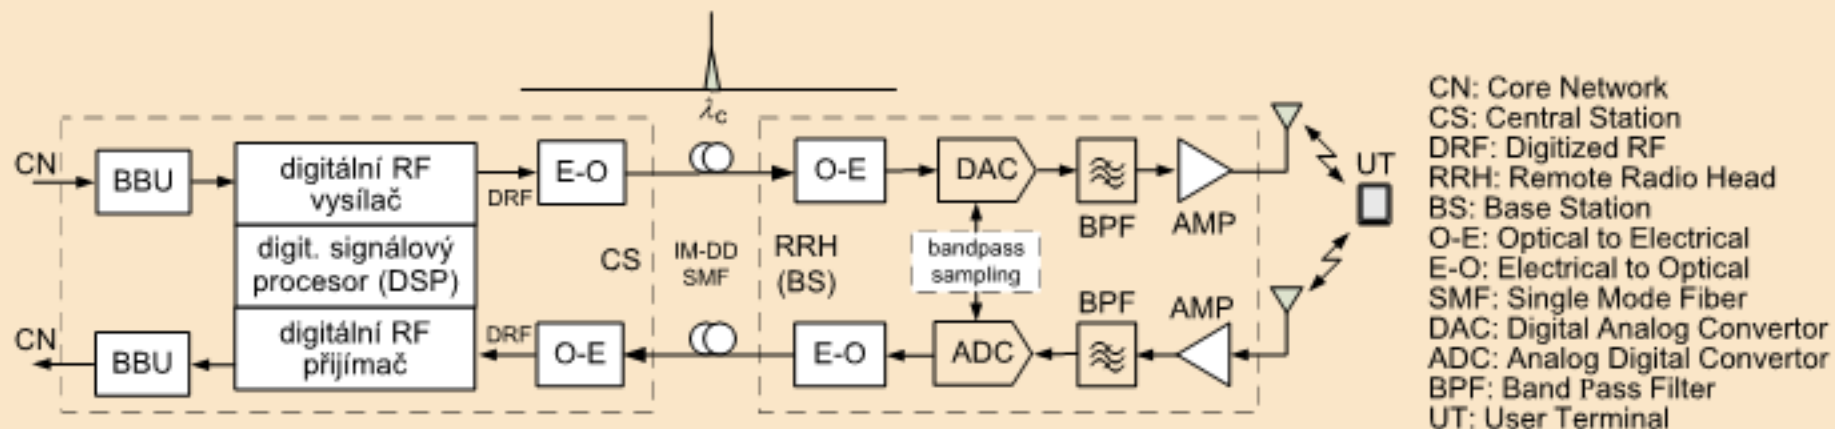 λc
CN
BBU
digitální RF
vysílač
DRF
E-O
O-E
DAC
BPF
AMP
UT
digit. signálový
procesor (DSP)
CS
IM-DD
SMF
RRH
(BS)
bandpass
sampling
CN
BBU
digitální RF
přijímač
DRF
O-E
E-O
ADC
BPF
AMP
CN: Core Network
CS: Central Station
DRF: Digitized RF
RRH: Remote Radio Head
BS: Base Station
O-E: Optical to Electrical
E-O: Electrical to Optical
SMF: Single Mode Fiber
DAC: Digital Analog Convertor
ADC: Analog Digital Convertor
BPF: Band Pass Filter
UT: User Terminal